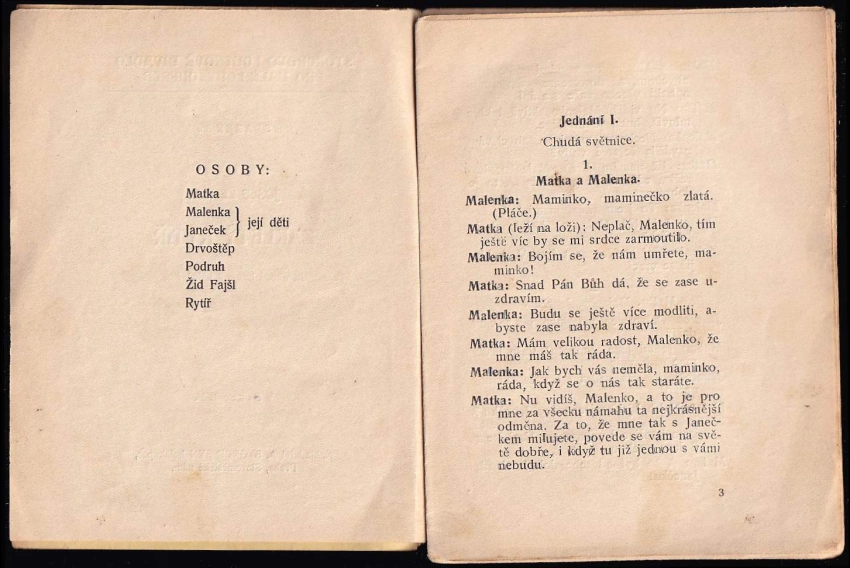 OSOBY:
Matka
Malenka
Janeček } její děti
Drvoštěp
Podruh
Žid Fajšl
Rytíř
Jednání I.
Chudá světnice.
1.
Matka a Malenka.
Malenka: Maminko, maminečko zlatá.
(Pláče.)
Matka (leží na loži): Neplač, Malenko, tím
ještě víc by se mi srdce zarmoutilo.
Malenka: Bojím se, že nám umřete, ma-
minko!
Matka: Snad Pán Bůh dá, že se zase u-
zdravím.
Malenka: Budu se ještě více modliti, a-
byste zase nabyla zdraví.
Matka: Mám velikou radost, Malenko, že
mne máš tak ráda.
Malenka: Jak bych vás neměla, maminko,
ráda, když se o nás tak staráte.
Matka: Nu vidíš, Malenko, a to je pro
mne za všecku námahu ta nejkrásnější
odměna. Za to, že mne tak s Janeč-
kem milujete, povede se vám na svě-
tě dobře, i když tu již jednou s vámi
nebudu.
3